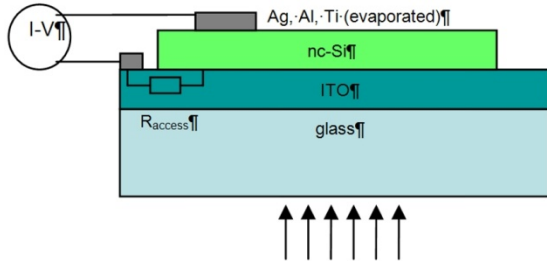 Ag,·Al,·Ti·(evaporated)¶
I-V¶
nc-Si¶
ITO¶
Raccess¶
glass¶